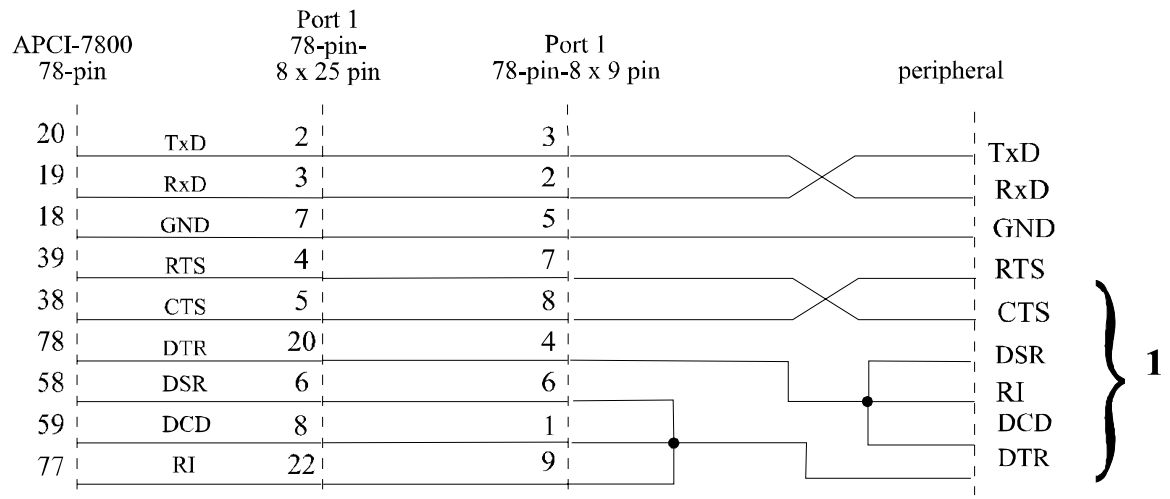 APCI-7800
78-pin
Port 1
78-pin-
8 x 25 pin
Port 1
78-pin-8 x 9 pin
peripheral
20 TxD 2 3 TxD
19 RxD 3 2 RxD
18 GND 7 5 GND
39 RTS 4 7 RTS
38 CTS 5 8 CTS
78 DTR 20 4 DSR
58 DSR 6 6 RI
59 DCD 8 1 DCD
77 RI 22 9 DTR
1